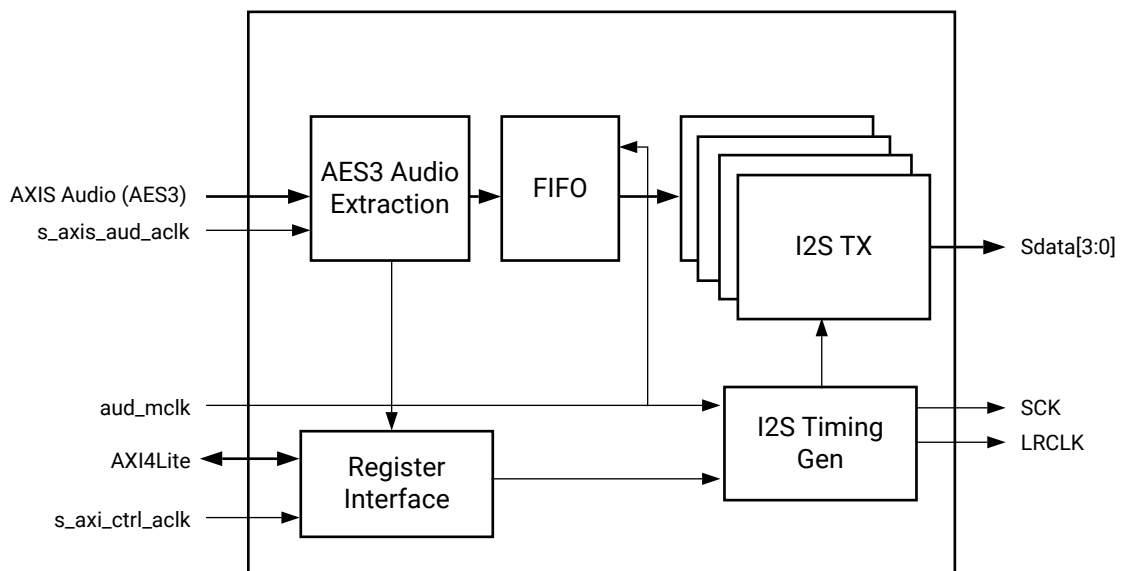 AES3 Audio
Extraction
FIFO
AXIS Audio (AES3)
s_axis_aud_aclk
I2S TX
Sdata[3:0]
aud_mclk
I2S Timing
Gen
SCK
LRCLK
AXI4Lite
Register
Interface
s_axi_ctrl_aclk